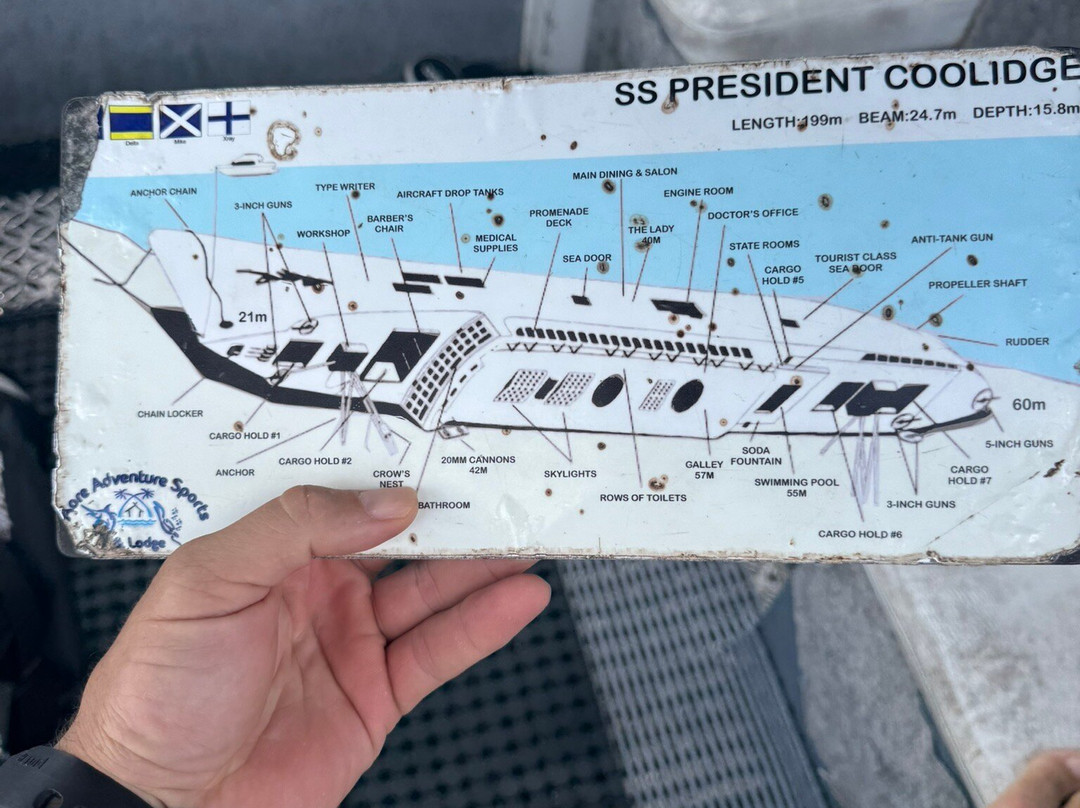 SS PRESIDENT COOLIDGE
LENGTH:199m BEAM:24.7m DEPTH:15.8m
Delta
Mike
Xray
ANCHOR CHAIN
3-INCH GUNS
WORKSHOP
TYPE WRITER
BARBER'S
CHAIR
AIRCRAFT DROP TANKS
MEDICAL
SUPPLIES
PROMENADE
DECK
SEA DOOR
MAIN DINING & SALON
THE LADY
40M
ENGINE ROOM
DOCTOR'S OFFICE
STATE ROOMS
CARGO
HOLD #5
TOURIST CLASS
SEA DOOR
ANTI-TANK GUN
PROPELLER SHAFT
RUDDER
21m
60m
CHAIN LOCKER
CARGO HOLD #1
ANCHOR
CARGO HOLD #2
CROW'S
NEST
BATHROOM
20MM CANNONS
42M
SKYLIGHTS
ROWS OF TOILETS
GALLEY
57M
SODA
FOUNTAIN
SWIMMING POOL
55M
CARGO HOLD #6
3-INCH GUNS
CARGO
HOLD #7
5-INCH GUNS
Aore Adventure Sports
& Lodge